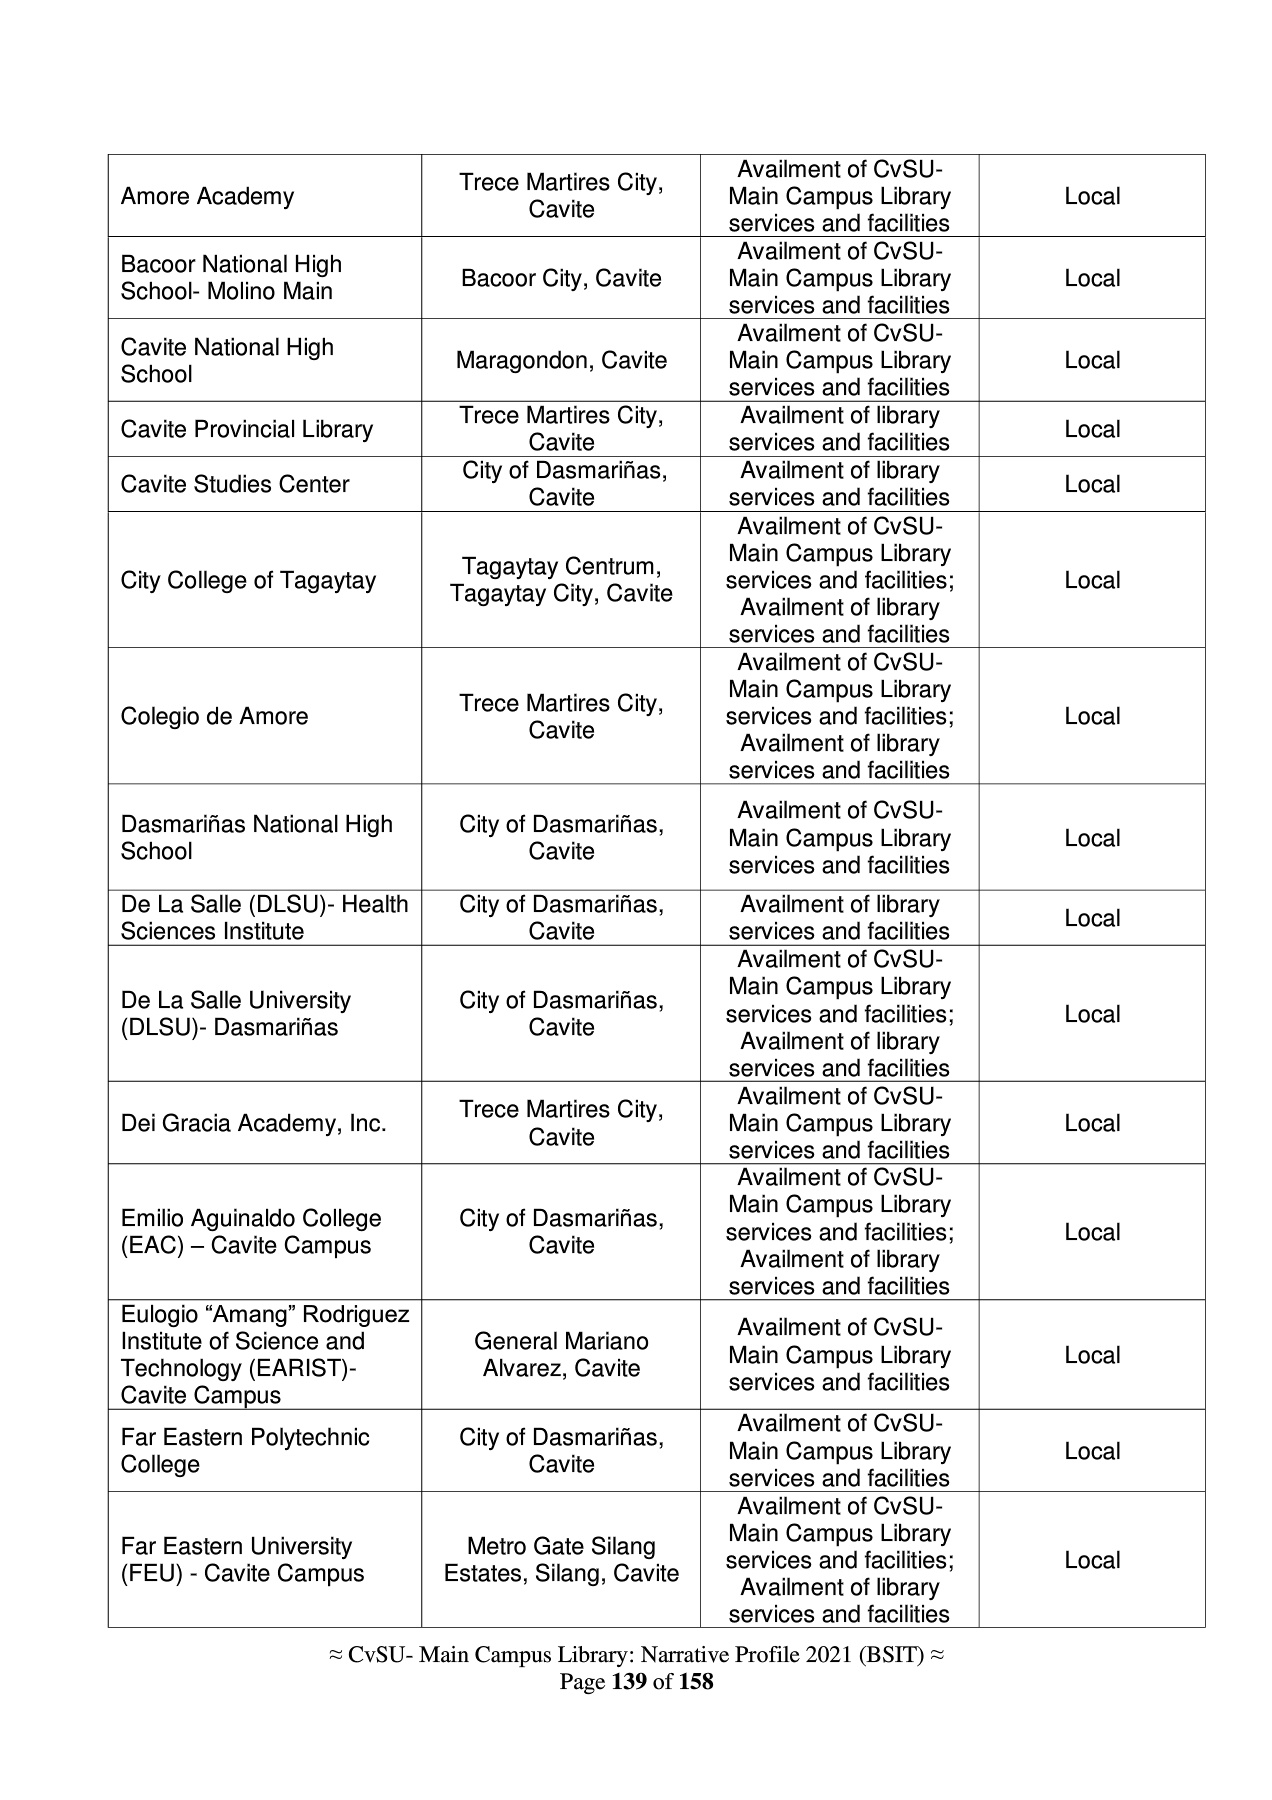 Amore Academy
Trece Martires City,
Cavite
Availment of CvSU-
Main Campus Library
services and facilities
Local
Bacoor National High
School- Molino Main
Bacoor City, Cavite
Availment of CvSU-
Main Campus Library
services and facilities
Local
Cavite National High
School
Maragondon, Cavite
Availment of CvSU-
Main Campus Library
services and facilities
Local
Cavite Provincial Library
Trece Martires City,
Cavite
Availment of library
services and facilities
Local
Cavite Studies Center
City of Dasmariñas,
Cavite
Availment of library
services and facilities
Local
City College of Tagaytay
Tagaytay Centrum,
Tagaytay City, Cavite
Availment of CvSU-
Main Campus Library
services and facilities;
Availment of library
services and facilities
Local
Colegio de Amore
Trece Martires City,
Cavite
Availment of CvSU-
Main Campus Library
services and facilities;
Availment of library
services and facilities
Local
Dasmariñas National High
School
City of Dasmariñas,
Cavite
Availment of CvSU-
Main Campus Library
services and facilities
Local
De La Salle (DLSU)- Health
Sciences Institute
City of Dasmariñas,
Cavite
Availment of library
services and facilities
Local
De La Salle University
(DLSU)- Dasmariñas
City of Dasmariñas,
Cavite
Availment of CvSU-
Main Campus Library
services and facilities;
Availment of library
services and facilities
Local
Dei Gracia Academy, Inc.
Trece Martires City,
Cavite
Availment of CvSU-
Main Campus Library
services and facilities
Local
Emilio Aguinaldo College
(EAC) – Cavite Campus
City of Dasmariñas,
Cavite
Availment of CvSU-
Main Campus Library
services and facilities;
Availment of library
services and facilities
Local
Eulogio “Amang” Rodriguez
Institute of Science and
Technology (EARIST)-
Cavite Campus
General Mariano
Alvarez, Cavite
Availment of CvSU-
Main Campus Library
services and facilities
Local
Far Eastern Polytechnic
College
City of Dasmariñas,
Cavite
Availment of CvSU-
Main Campus Library
services and facilities
Local
Far Eastern University
(FEU) - Cavite Campus
Metro Gate Silang
Estates, Silang, Cavite
Availment of CvSU-
Main Campus Library
services and facilities;
Availment of library
services and facilities
Local
≈ CvSU- Main Campus Library: Narrative Profile 2021 (BSIT) ≈
Page 139 of 158